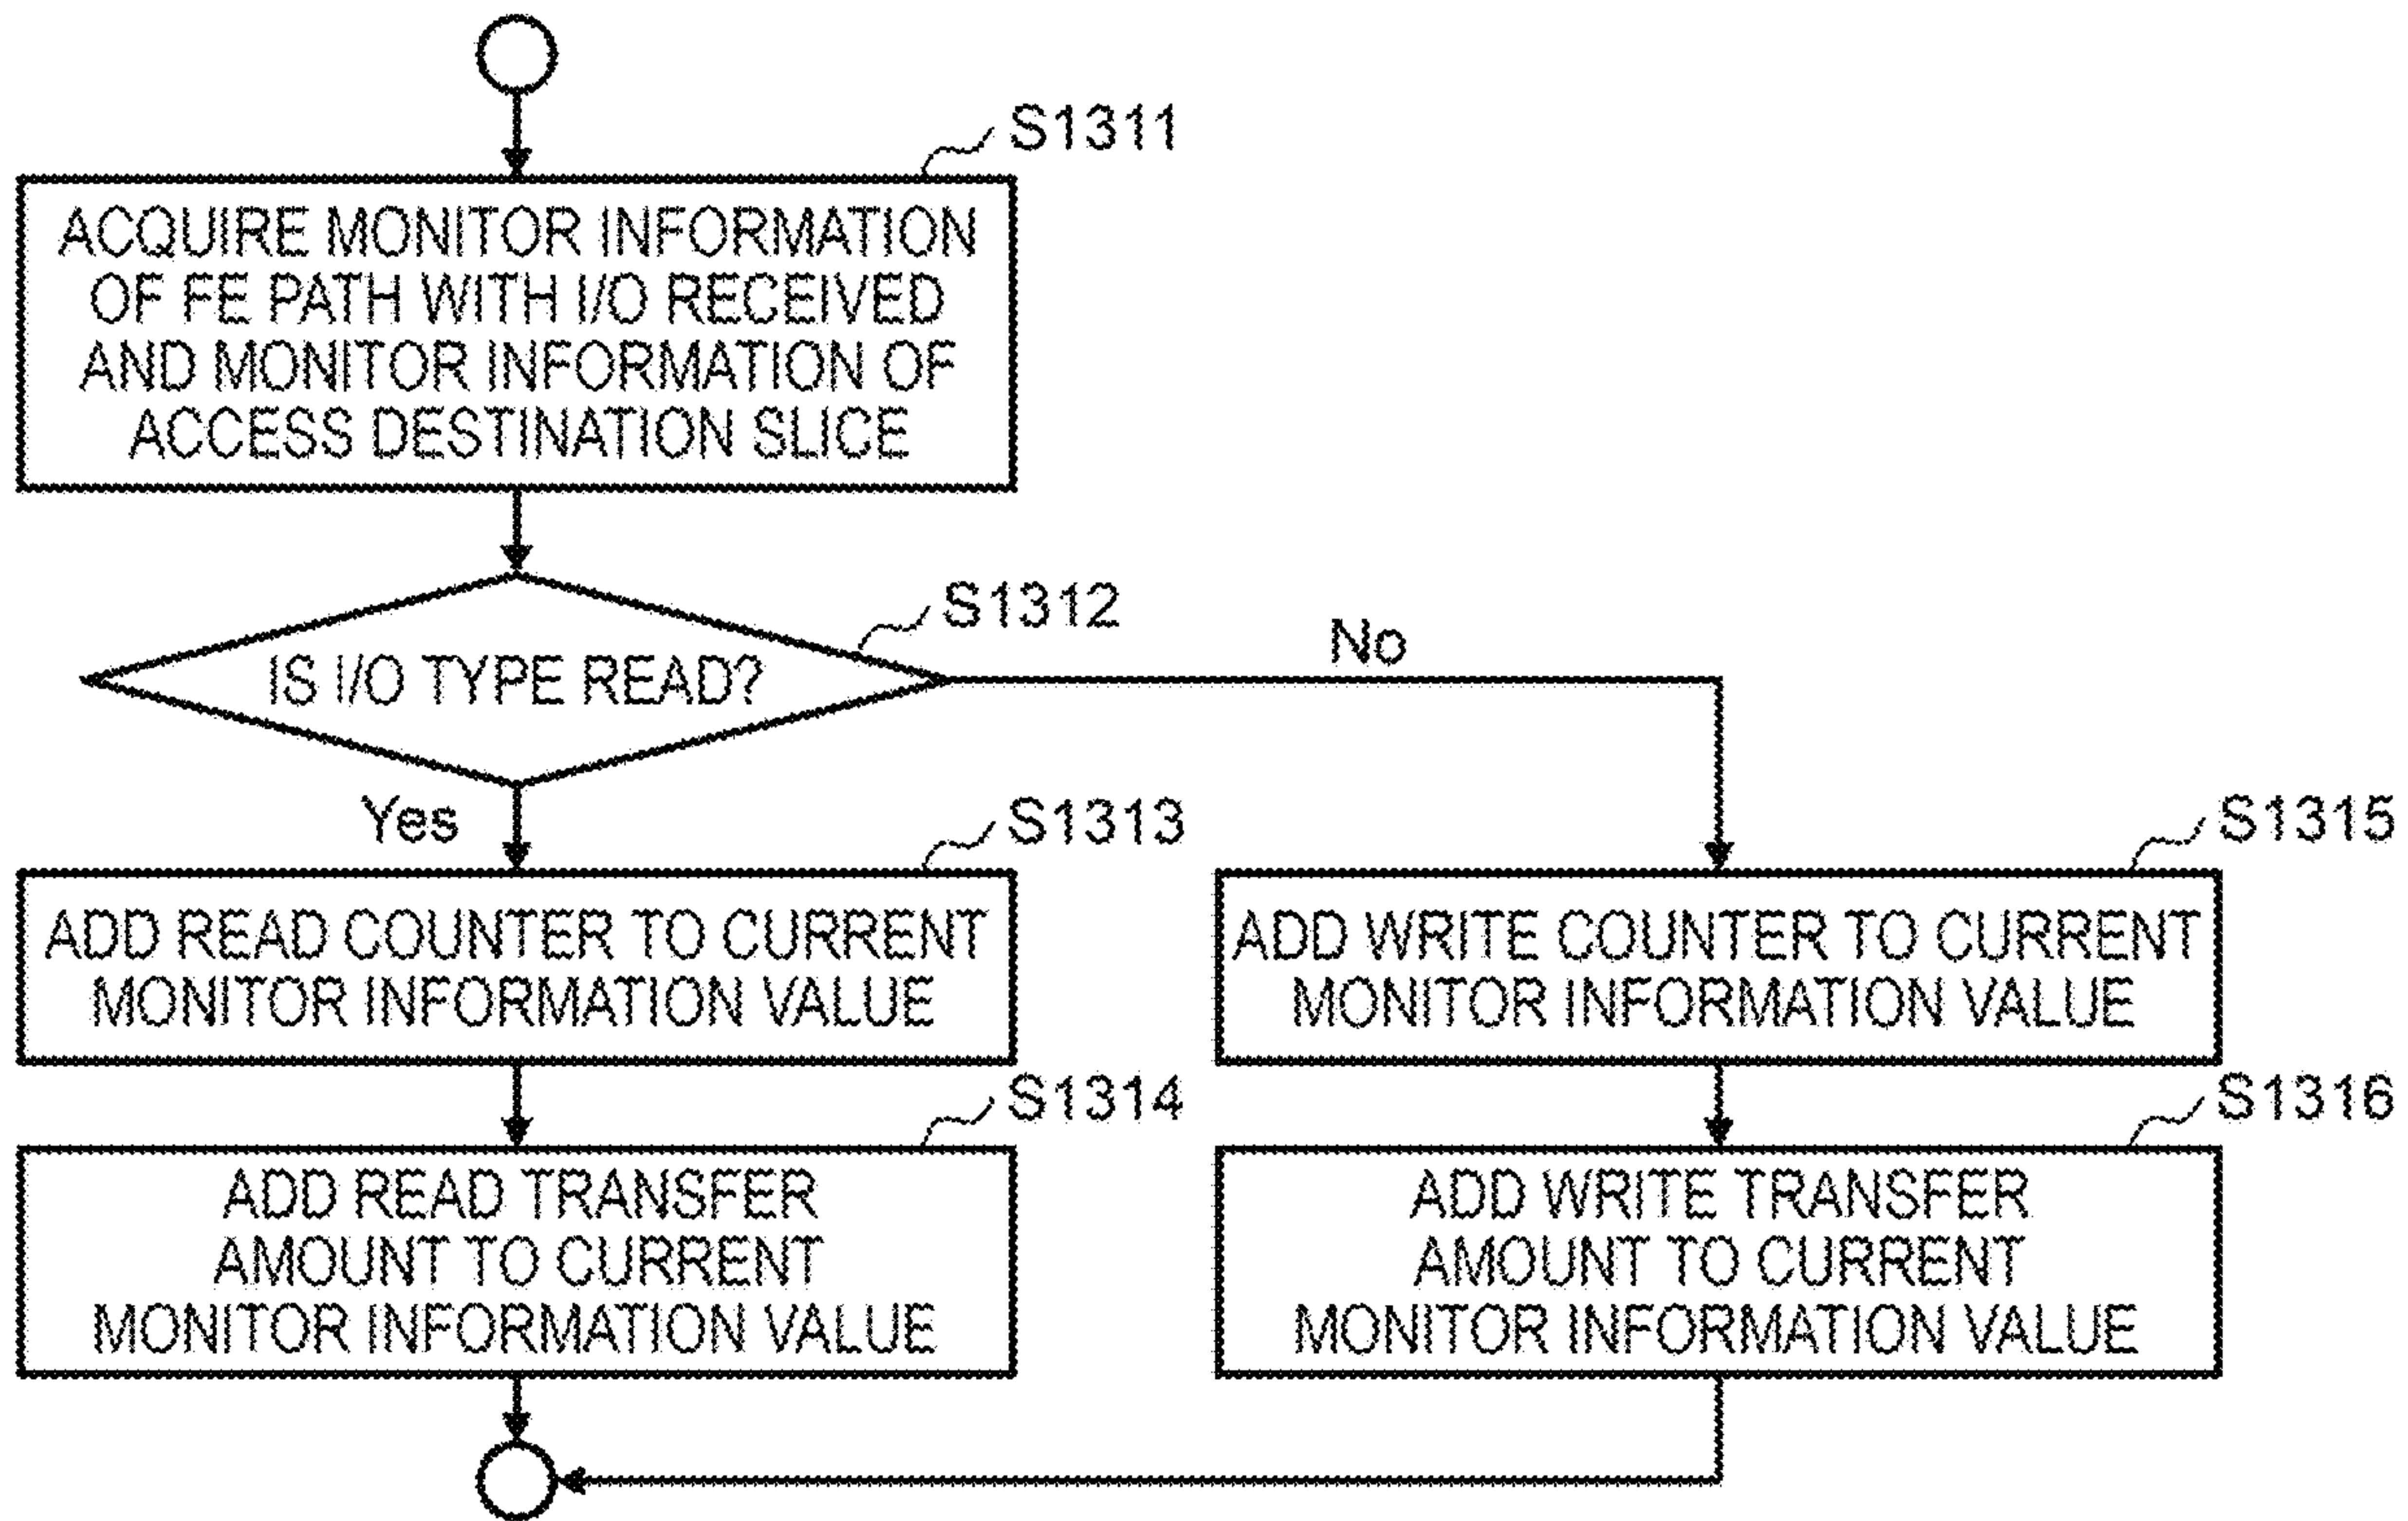 S1311
ACQUIRE MONITOR INFORMATION
OF FE PATH WITH I/O RECEIVED
AND MONITOR INFORMATION OF
ACCESS DESTINATION SLICE
S1312
IS I/O TYPE READ?
No
Yes
S1313
ADD READ COUNTER TO CURRENT
MONITOR INFORMATION VALUE
S1315
ADD WRITE COUNTER TO CURRENT
MONITOR INFORMATION VALUE
S1314
ADD READ TRANSFER
AMOUNT TO CURRENT
MONITOR INFORMATION VALUE
S1316
ADD WRITE TRANSFER
AMOUNT TO CURRENT
MONITOR INFORMATION VALUE